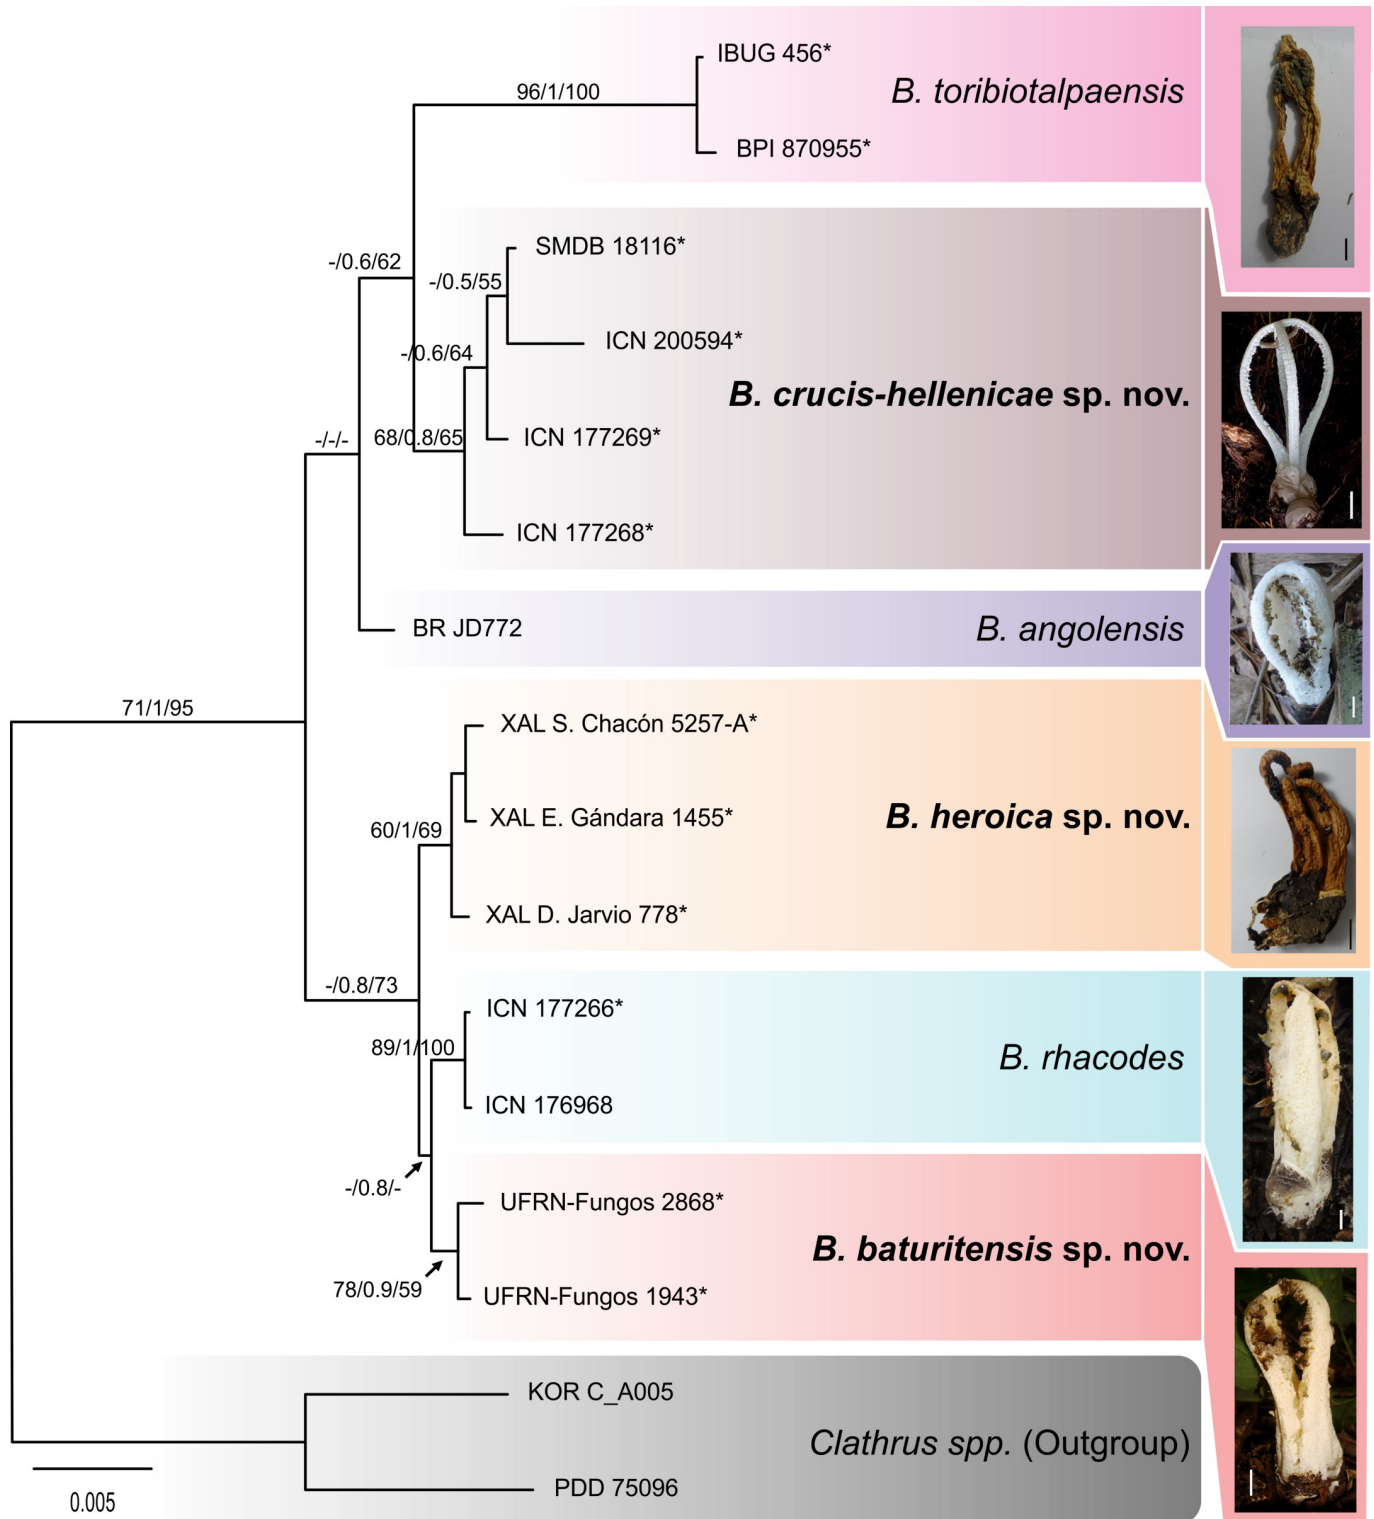 IBUG 456*
96/1/100
B. toribiotalpaensis
BPI 870955*
SMDB 18116*
-/0.6/62
-/0.5/55
ICN 200594*
-/0.6/64
B. crucis-hellenicae sp. nov.
68/0.8/65
ICN 177269*
-/-/-
ICN 177268*
BR JD772
B. angolensis
71/1/95
XAL S. Chacón 5257-A*
XAL E. Gándara 1455*
B. heroica sp. nov.
60/1/69
XAL D. Jarvio 778*
-/0.8/73
ICN 177266*
89/1/100
B. rhacodes
ICN 176968
-/0.8/-
UFRN-Fungos 2868*
B. baturitensis sp. nov.
78/0.9/59
UFRN-Fungos 1943*
KOR C_A005
Clathrus spp. (Outgroup)
PDD 75096
0.005